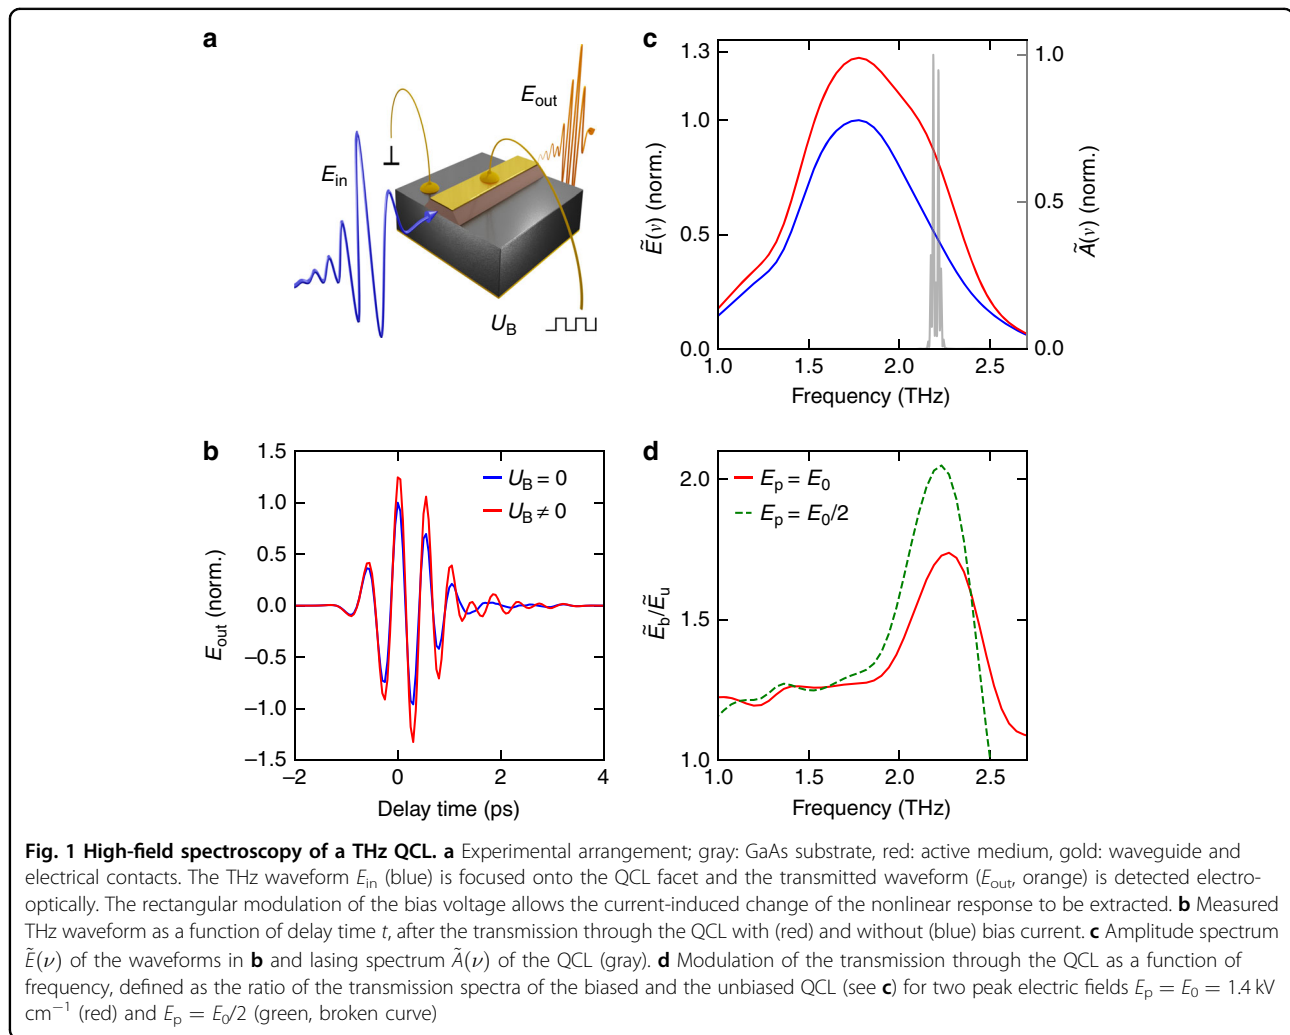 a
E_in
⊥
E_out
U_B
c
1.3
1.0
0.5
0.0
Ẽ(ν) (norm.)
1.0
0.5
0.0
Ã(ν) (norm.)
1.0 1.5 2.0 2.5
Frequency (THz)
b
1.5
1.0
0.5
0.0
−0.5
−1.0
−1.5
E_out (norm.)
U_B = 0
U_B ≠ 0
−2 0 2 4
Delay time (ps)
d
2.0
1.5
1.0
Ẽ_b/Ẽ_u
E_p = E_0
E_p = E_0/2
1.0 1.5 2.0 2.5
Frequency (THz)
Fig. 1 High-field spectroscopy of a THz QCL. a Experimental arrangement; gray: GaAs substrate, red: active medium, gold: waveguide and
electrical contacts. The THz waveform E_in (blue) is focused onto the QCL facet and the transmitted waveform (E_out, orange) is detected electro-
optically. The rectangular modulation of the bias voltage allows the current-induced change of the nonlinear response to be extracted. b Measured
THz waveform as a function of delay time t, after the transmission through the QCL with (red) and without (blue) bias current. c Amplitude spectrum
Ẽ(ν) of the waveforms in b and lasing spectrum Ã(ν) of the QCL (gray). d Modulation of the transmission through the QCL as a function of
frequency, defined as the ratio of the transmission spectra of the biased and the unbiased QCL (see c) for two peak electric fields E_p = E_0 = 1.4 kV
cm⁻¹ (red) and E_p = E_0/2 (green, broken curve)